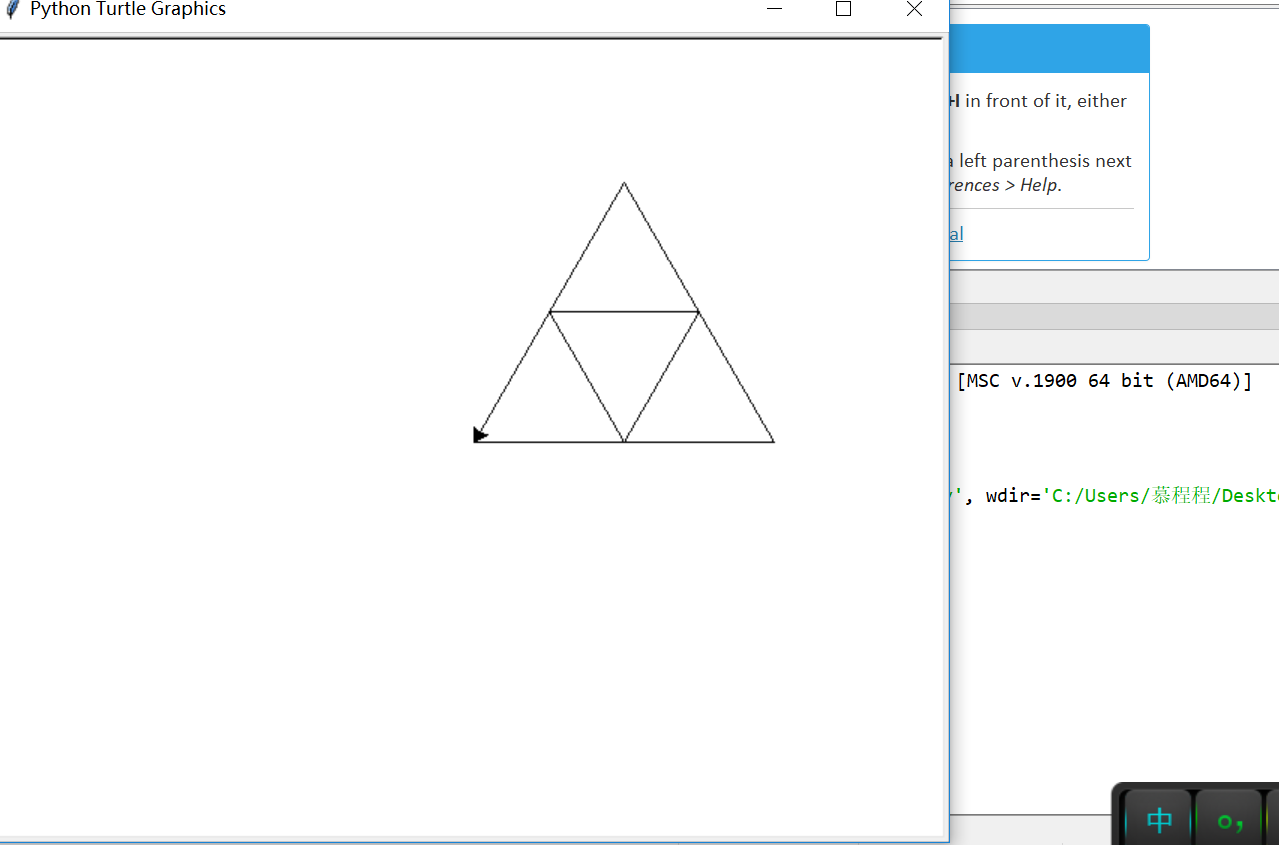 Python Turtle Graphics
in front of it, either
a left parenthesis next
rences > Help.
al
[MSC v.1900 64 bit (AMD64)]
', wdir='C:/Users/慕程程/Deskt
中